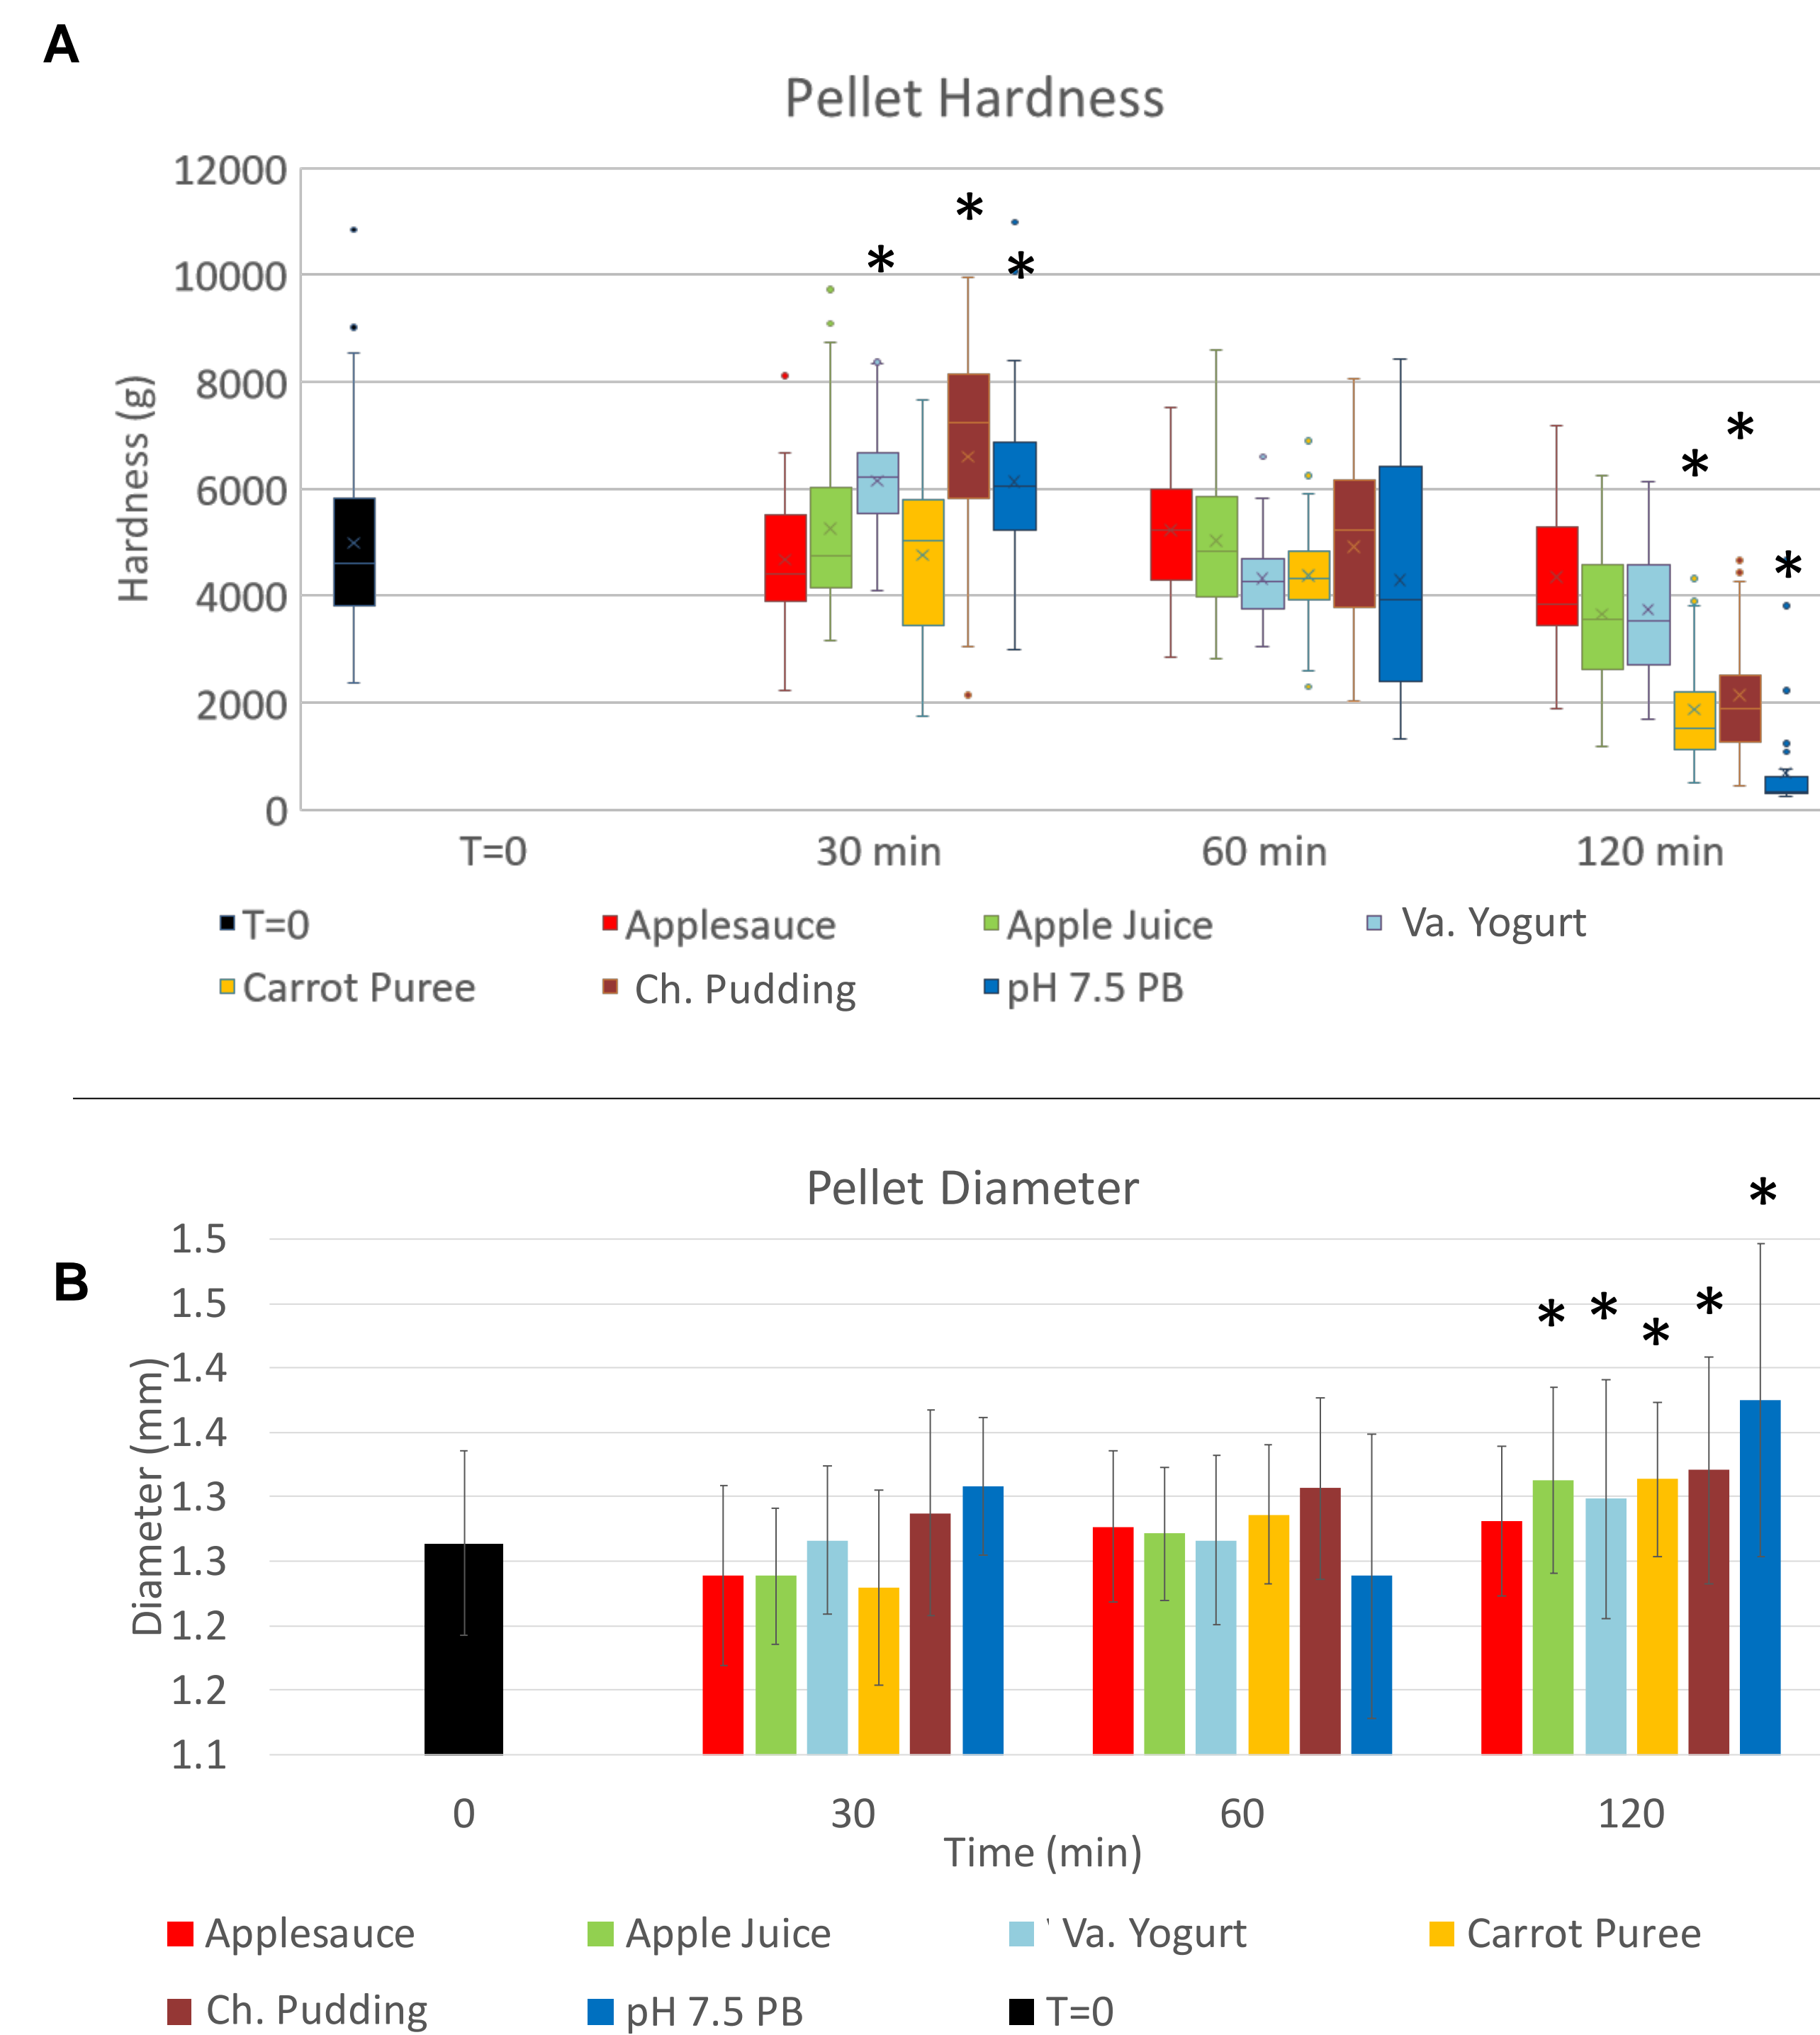 A
Pellet Hardness
12000
10000
8000
6000
4000
2000
0
Hardness (g)
* * *
* * *
T=0 30 min 60 min 120 min
T=0 Applesauce Apple Juice Va. Yogurt
Carrot Puree Ch. Pudding pH 7.5 PB
Pellet Diameter
B
1.5
1.5
1.4
1.4
1.3
1.3
1.2
1.2
1.1
Diameter (mm)
* * * * *
0 30 60 120
Time (min)
Applesauce Apple Juice ' Va. Yogurt Carrot Puree
Ch. Pudding pH 7.5 PB T=0